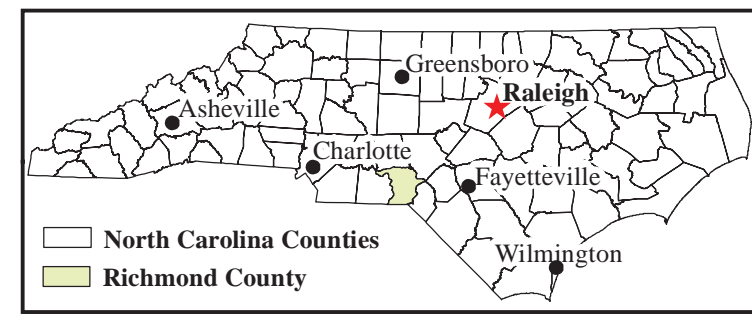 Greensboro
Raleigh
Asheville
Charlotte
Fayetteville
North Carolina Counties
Wilmington
Richmond County